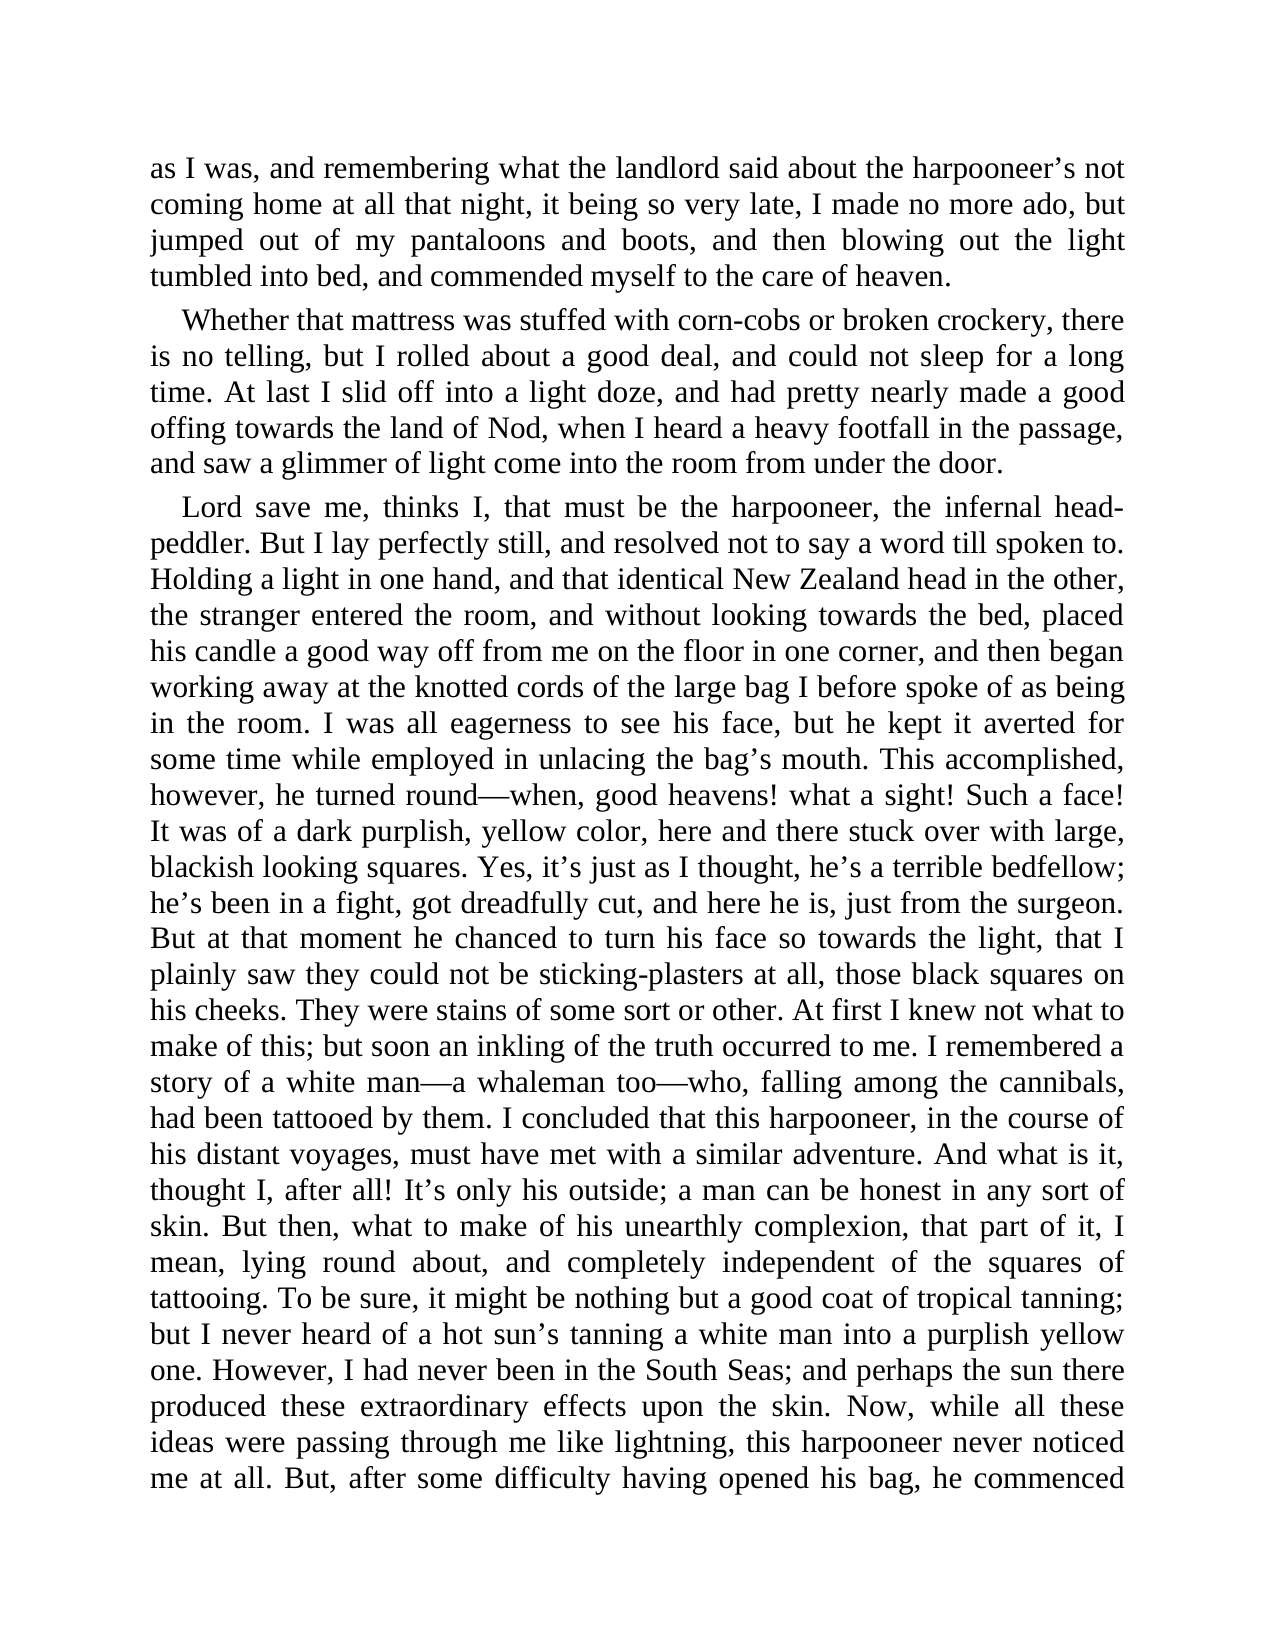 as I was, and remembering what the landlord said about the harpooneer’s not
coming home at all that night, it being so very late, I made no more ado, but
jumped out of my pantaloons and boots, and then blowing out the light
tumbled into bed, and commended myself to the care of heaven.
Whether that mattress was stuffed with corn-cobs or broken crockery, there
is no telling, but I rolled about a good deal, and could not sleep for a long
time. At last I slid off into a light doze, and had pretty nearly made a good
offing towards the land of Nod, when I heard a heavy footfall in the passage,
and saw a glimmer of light come into the room from under the door.
Lord save me, thinks I, that must be the harpooneer, the infernal head-
peddler. But I lay perfectly still, and resolved not to say a word till spoken to.
Holding a light in one hand, and that identical New Zealand head in the other,
the stranger entered the room, and without looking towards the bed, placed
his candle a good way off from me on the floor in one corner, and then began
working away at the knotted cords of the large bag I before spoke of as being
in the room. I was all eagerness to see his face, but he kept it averted for
some time while employed in unlacing the bag’s mouth. This accomplished,
however, he turned round—when, good heavens! what a sight! Such a face!
It was of a dark purplish, yellow color, here and there stuck over with large,
blackish looking squares. Yes, it’s just as I thought, he’s a terrible bedfellow;
he’s been in a fight, got dreadfully cut, and here he is, just from the surgeon.
But at that moment he chanced to turn his face so towards the light, that I
plainly saw they could not be sticking-plasters at all, those black squares on
his cheeks. They were stains of some sort or other. At first I knew not what to
make of this; but soon an inkling of the truth occurred to me. I remembered a
story of a white man—a whaleman too—who, falling among the cannibals,
had been tattooed by them. I concluded that this harpooneer, in the course of
his distant voyages, must have met with a similar adventure. And what is it,
thought I, after all! It’s only his outside; a man can be honest in any sort of
skin. But then, what to make of his unearthly complexion, that part of it, I
mean, lying round about, and completely independent of the squares of
tattooing. To be sure, it might be nothing but a good coat of tropical tanning;
but I never heard of a hot sun’s tanning a white man into a purplish yellow
one. However, I had never been in the South Seas; and perhaps the sun there
produced these extraordinary effects upon the skin. Now, while all these
ideas were passing through me like lightning, this harpooneer never noticed
me at all. But, after some difficulty having opened his bag, he commenced